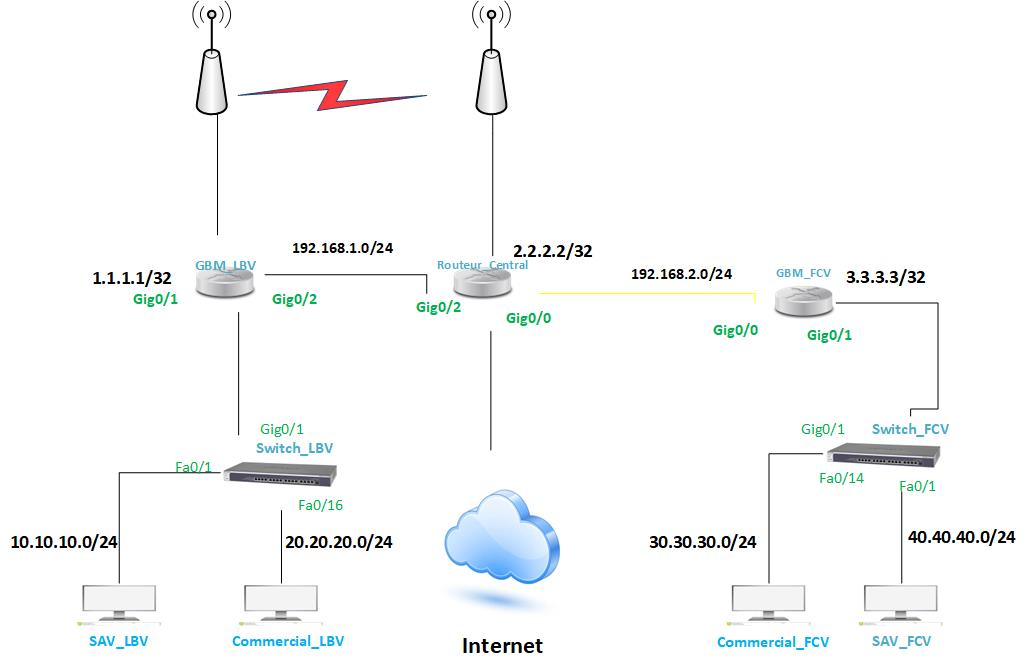 192.168.1.0/24
2.2.2.2/32
GBM_LBV
Routeur_Central
1.1.1.1/32
192.168.2.0/24
GBM_FCV
3.3.3.3/32
Gig0/1
Gig0/2
Gig0/2
Gig0/0
Gig0/0
Gig0/1
Gig0/1
Switch_LBV
Gig0/1
Switch_FCV
Fa0/1
Fa0/16
Fa0/14
Fa0/1
10.10.10.0/24
20.20.20.0/24
30.30.30.0/24
40.40.40.0/24
SAV_LBV
Commercial_LBV
Internet
Commercial_FCV
SAV_FCV